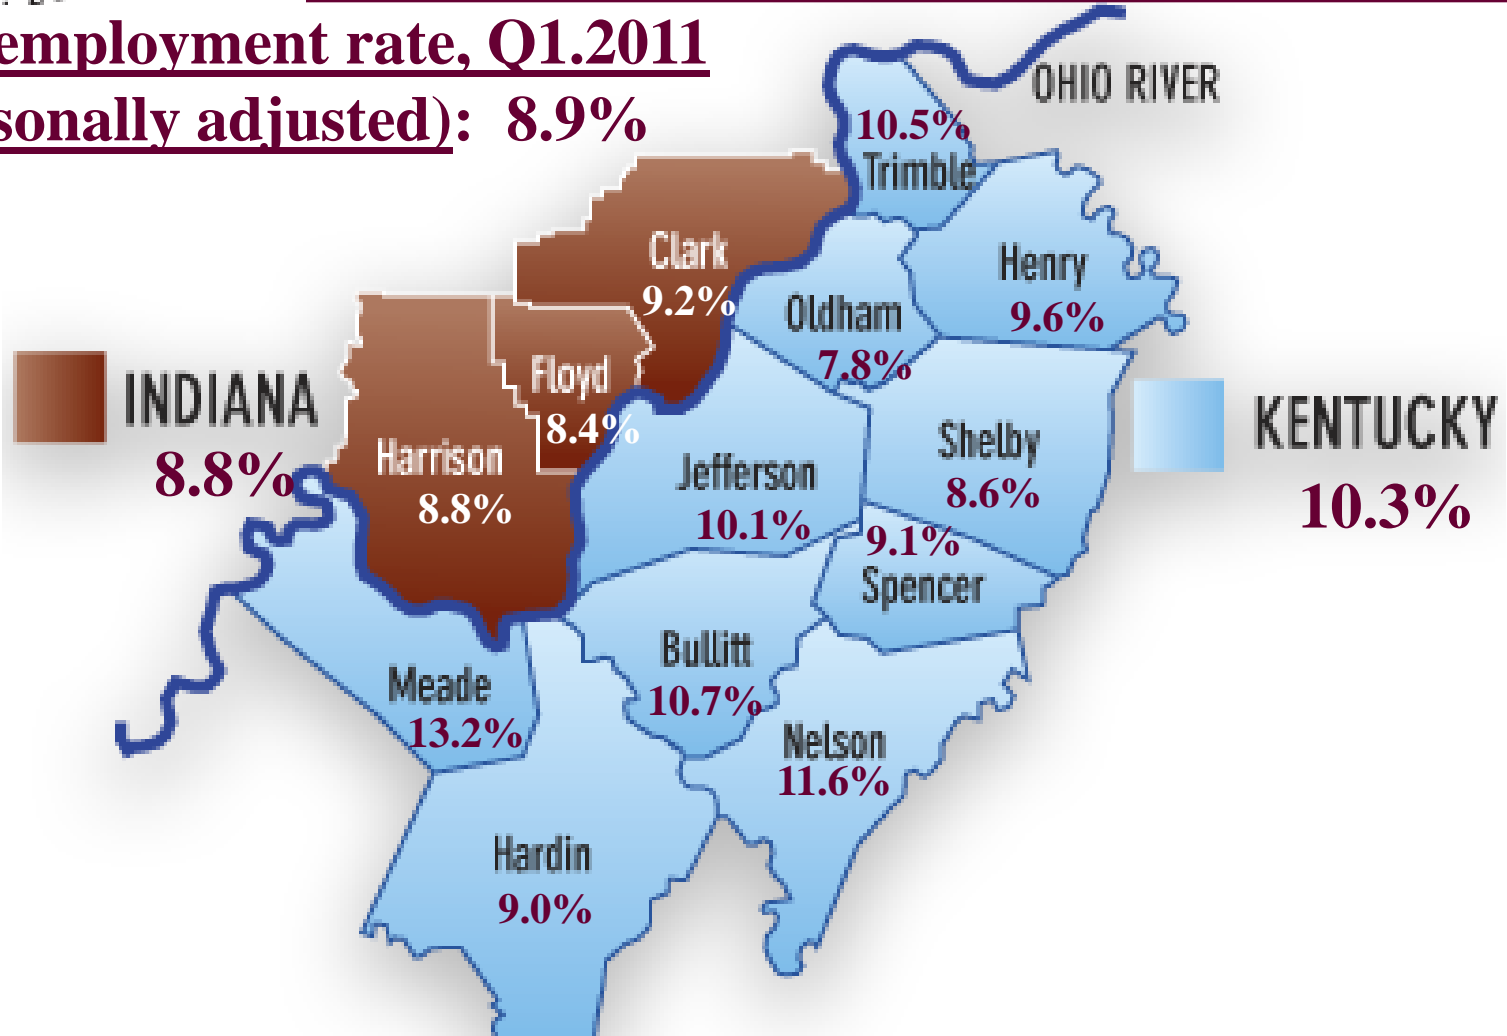 employment rate, Q1.2011
sonally adjusted): 8.9%
OHIO RIVER
10.5%
Trimble
Clark
9.2%
Henry
9.6%
Oldham
7.8%
Floyd
8.4%
INDIANA
8.8%
KENTUCKY
10.3%
Harrison
8.8%
Shelby
8.6%
Jefferson
10.1%
9.1%
Spencer
Bullitt
10.7%
Meade
13.2%
Nelson
11.6%
Hardin
9.0%